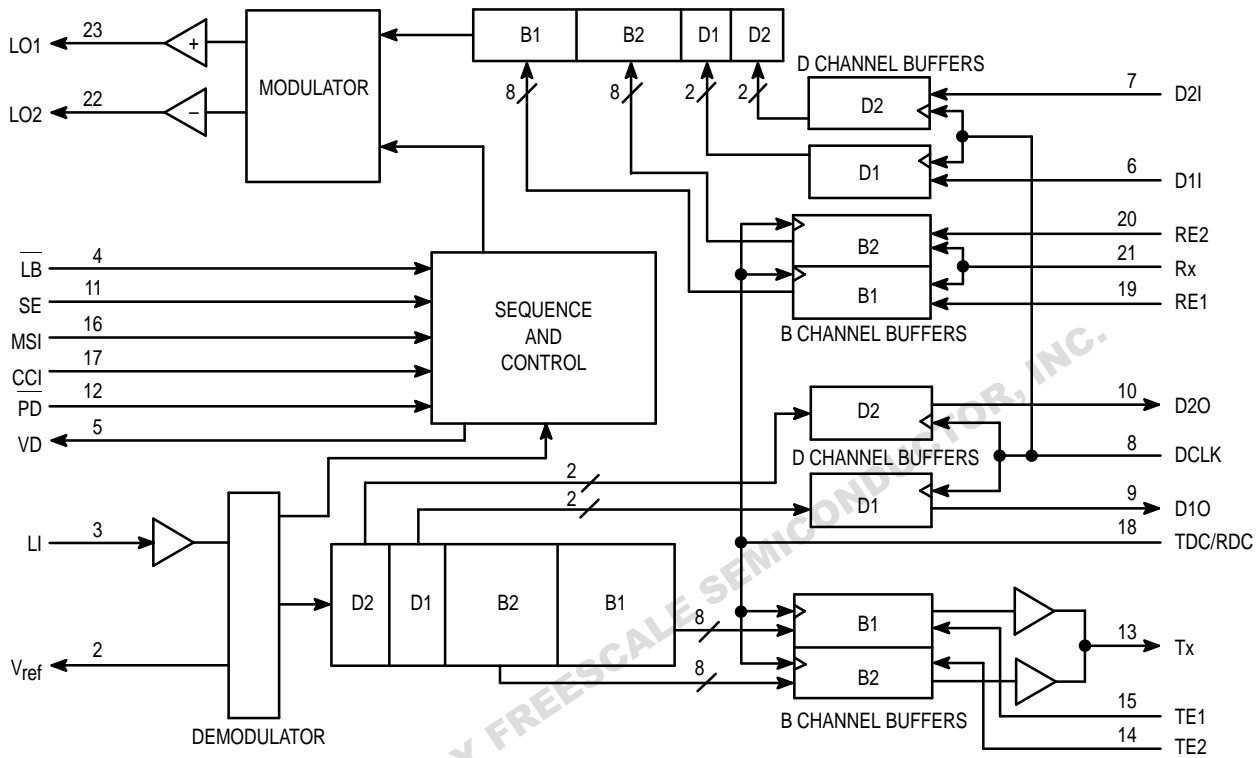 23
LO1
+
22
LO2
−
MODULATOR
B1
B2
D1
D2
8
8
2
2
D CHANNEL BUFFERS
D2
D1
7
D2I
6
D1I
20
RE2
21
Rx
19
RE1
B2
B1
B CHANNEL BUFFERS
LB
4
SE
11
MSI
16
CCI
17
PD
12
VD
5
SEQUENCE
AND
CONTROL
D2
D CHANNEL BUFFERS
D1
10
D2O
8
DCLK
9
D1O
18
TDC/RDC
2
2
LI
3
Vref
2
DEMODULATOR
D2
D1
B2
B1
8
8
B1
B2
B CHANNEL BUFFERS
13
Tx
15
TE1
14
TE2
Y FREESCALE SEMICONDUCTOR, INC.